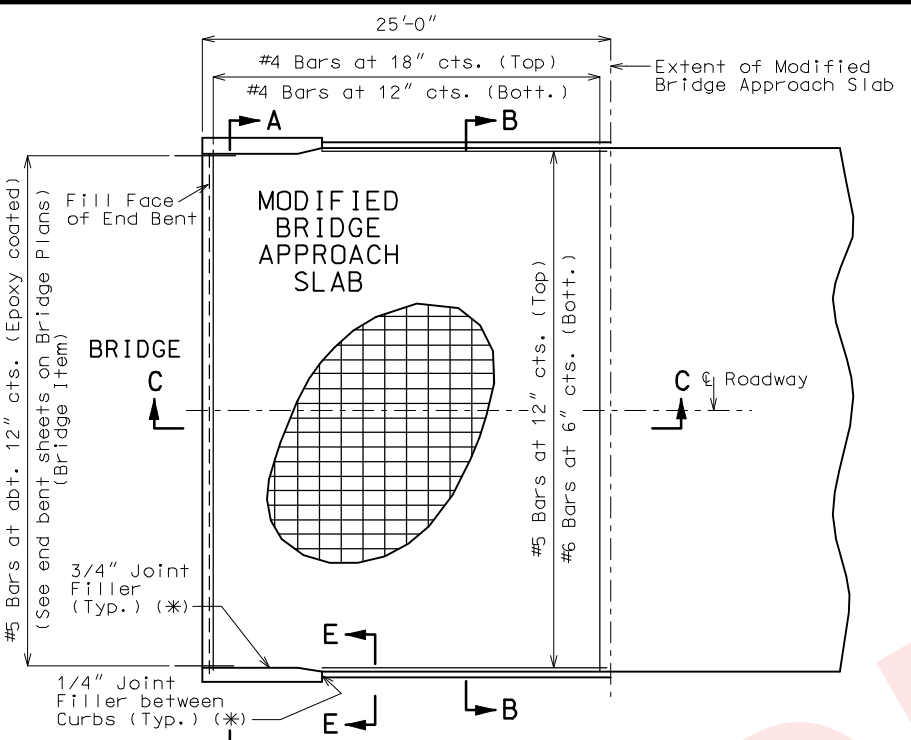 25'-0"
#4 Bars at 18" cts. (Top)
#4 Bars at 12" cts. (Bott.)
Extent of Modified
Bridge Approach Slab
A
B
Fill Face
of End Bent
MODIFIED
BRIDGE
APPROACH
SLAB
#5 Bars at abt. 12" cts. (Epoxy coated)
(See end bent sheets on Bridge Plans)
(Bridge Item)
BRIDGE
C
#5 Bars at 12" cts. (Top)
#6 Bars at 6" cts. (Bott.)
C
℄ Roadway
3/4" Joint
Filler
(Typ.) (*)
E
1/4" Joint
Filler between
Curbs (Typ.) (*)
E
B